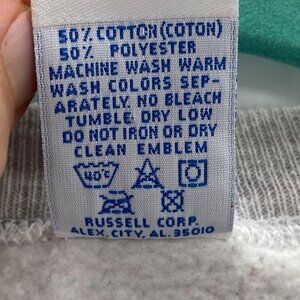 50% COTTON(COTON)
50% POLYESTER
MACHINE WASH WARM
WASH COLORS SEP-
ARATELY. NO BLEACH
TUMBLE DRY LOW
DO NOT IRON OR DRY
CLEAN EMBLEM
40°C
RUSSELL CORP.
ALEX. CITY, AL. 35010